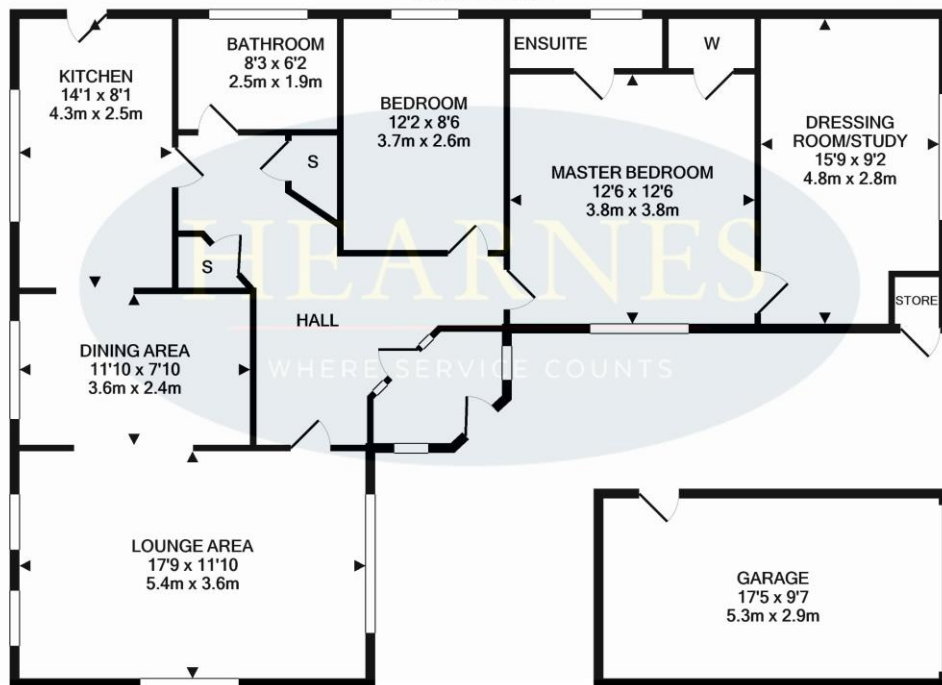 KITCHEN
14'1 x 8'1
4.3m x 2.5m
BATHROOM
8'3 x 6'2
2.5m x 1.9m
BEDROOM
12'2 x 8'6
3.7m x 2.6m
ENSUITE
W
MASTER BEDROOM
12'6 x 12'6
3.8m x 3.8m
DRESSING
ROOM/STUDY
15'9 x 9'2
4.8m x 2.8m
S
S
HEARNES
STORE
HALL
WHERE SERVICE COUNTS
DINING AREA
11'10 x 7'10
3.6m x 2.4m
LOUNGE AREA
17'9 x 11'10
5.4m x 3.6m
GARAGE
17'5 x 9'7
5.3m x 2.9m